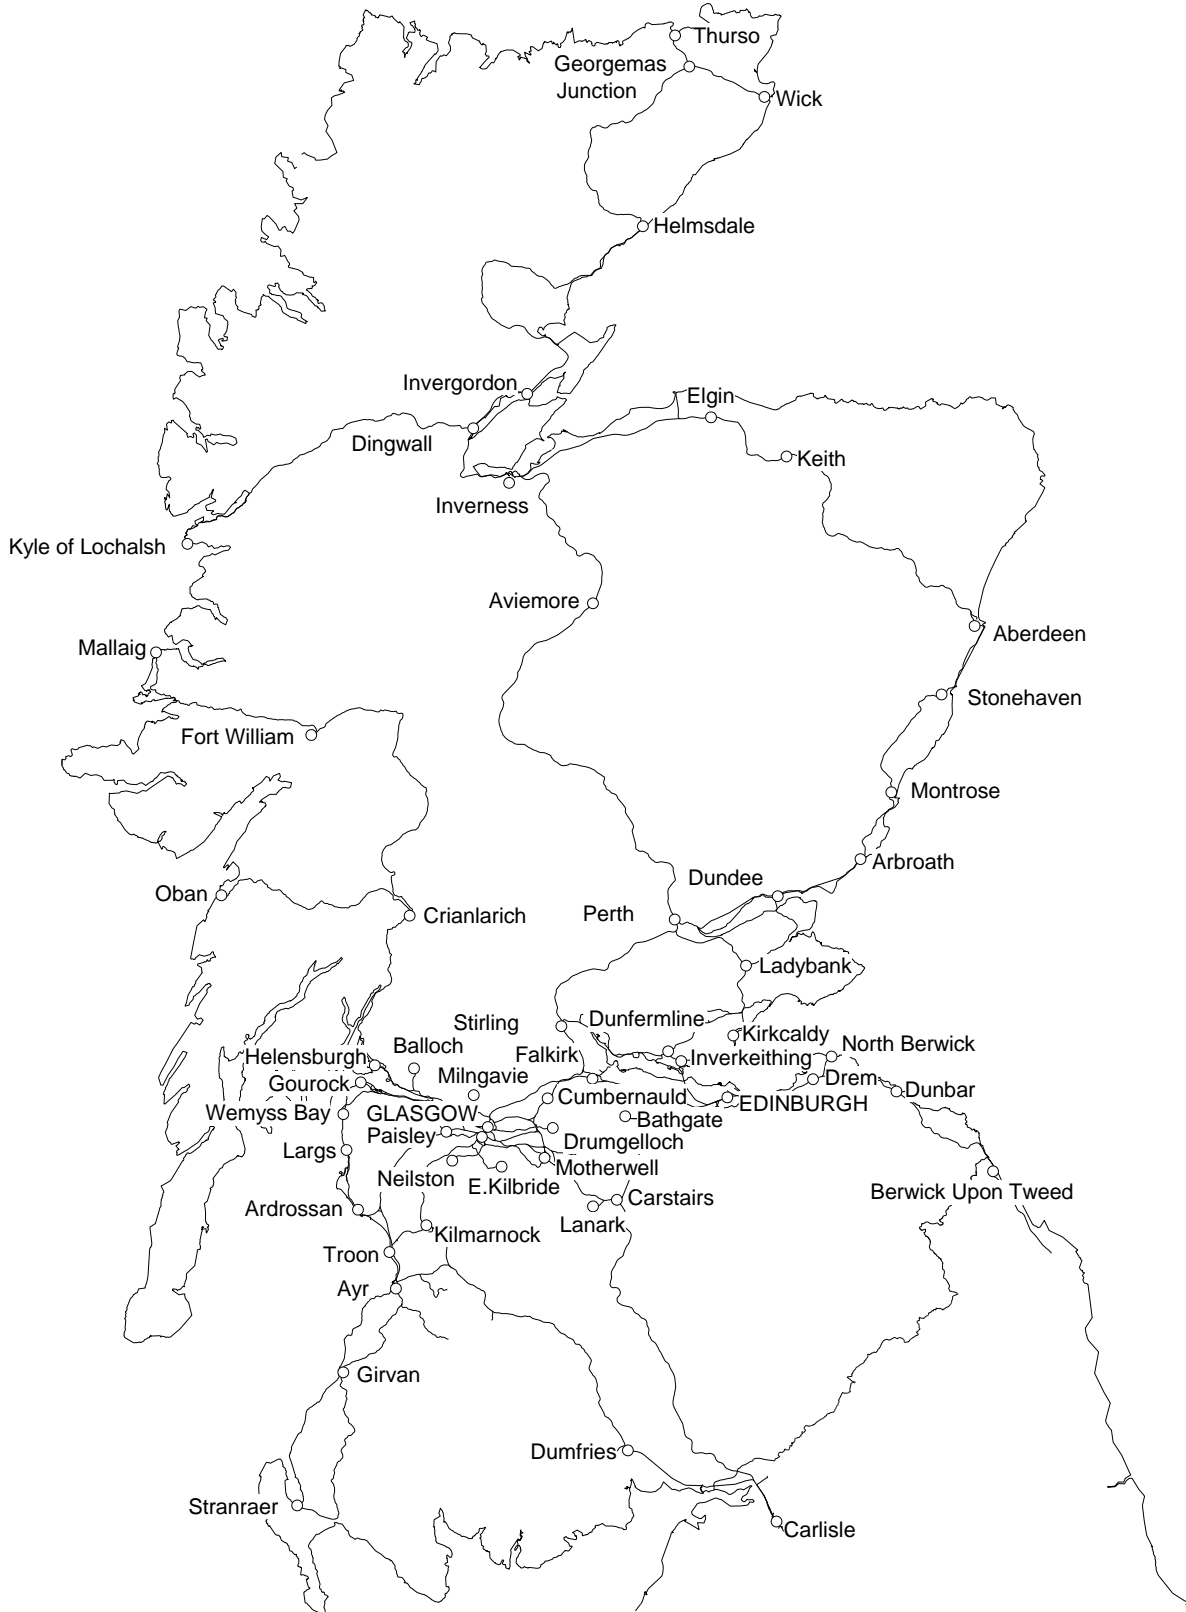 Thurso
Georgemas
Junction
Wick
Helmsdale
Invergordon
Elgin
Dingwall
Keith
Inverness
Kyle of Lochalsh
Aviemore
Aberdeen
Mallaig
Stonehaven
Fort William
Montrose
Arbroath
Dundee
Oban
Perth
Crianlarich
Ladybank
Stirling
Dunfermline
Kirkcaldy
North Berwick
Balloch
Falkirk
Inverkeithing
Helensburgh
Milngavie
Drem
Gourock
Dunbar
Cumbernauld
EDINBURGH
Wemyss Bay
GLASGOW
Bathgate
Paisley
Drumgelloch
Largs
Motherwell
Neilston
E.Kilbride
Berwick Upon Tweed
Carstairs
Ardrossan
Lanark
Kilmarnock
Troon
Ayr
Girvan
Dumfries
Stranraer
Carlisle